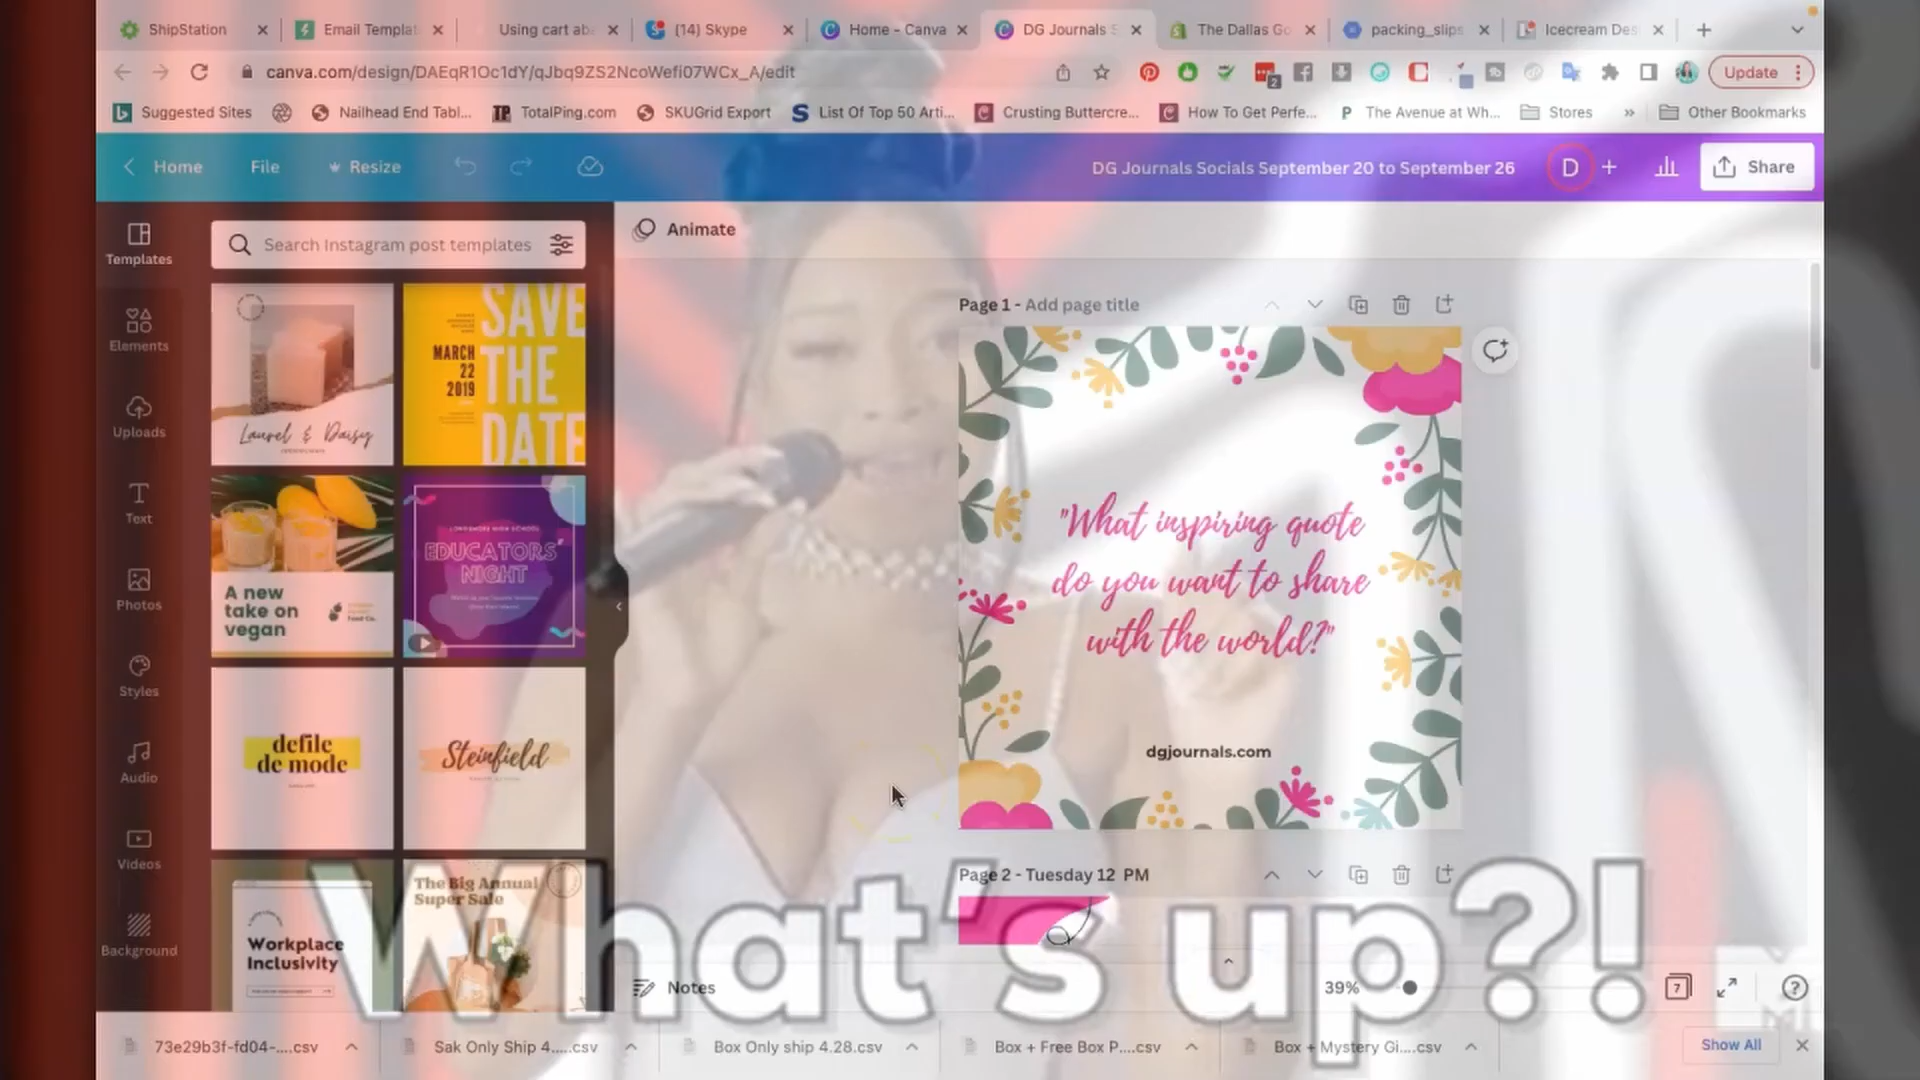 ShipStation
Email Templat
Using cart aba
(14) Skype
Home - Canva
DG Journals S
The Dallas Go
packing_slips
Icecream Des
canva.com/design/DAEqR1Oc1dY/qJbq9ZS2NcoWefi07WCx_A/edit
2
Update
Suggested Sites
Nailhead End Tabl...
TotalPing.com
SKUGrid Export
List Of Top 50 Arti...
Crusting Buttercre...
How To Get Perfe...
The Avenue at Wh...
Stores
Other Bookmarks
Home
File
Resize
DG Journals Socials September 20 to September 26
D
Share
Templates
Elements
Uploads
Text
Photos
Styles
Audio
Videos
Background
Search Instagram post templates
Laurel & Daisy
MARCH
22
2019
SAVE
THE
DATE
A new
take on
vegan
LONGSMORE HIGH SCHOOL
EDUCATORS'
NIGHT
defile
de mode
Steinfield
Workplace
Inclusivity
The Big Annual
Super Sale
Animate
Page 1 - Add page title
"What inspiring quote
do you want to share
with the world?"
dgjournals.com
Page 2 - Tuesday 12 PM
What's up?!
Notes
39%
7
73e29b3f-fd04-....csv
Sak Only Ship 4.....csv
Box Only ship 4.28.csv
Box + Free Box P....csv
Box + Mystery Gi....csv
Show All